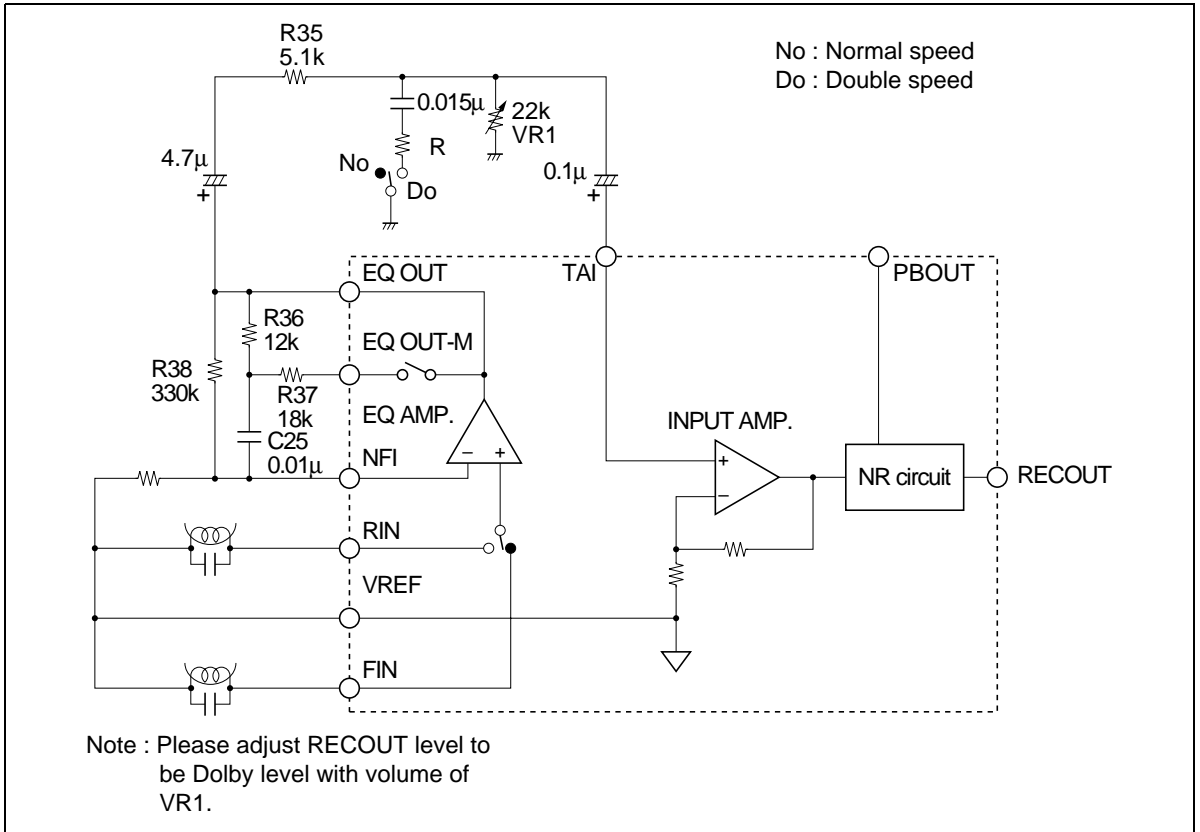 R35
5.1k
No : Normal speed
Do : Double speed
0.015μ
22k
VR1
R
4.7μ
+
No
Do
0.1μ
+
EQ OUT
TAI
PBOUT
R36
12k
EQ OUT-M
R38
330k
R37
18k
EQ AMP.
C25
0.01μ
NFI
− +
INPUT AMP.
+
−
NR circuit
RECOUT
RIN
VREF
FIN
Note : Please adjust RECOUT level to
be Dolby level with volume of
VR1.